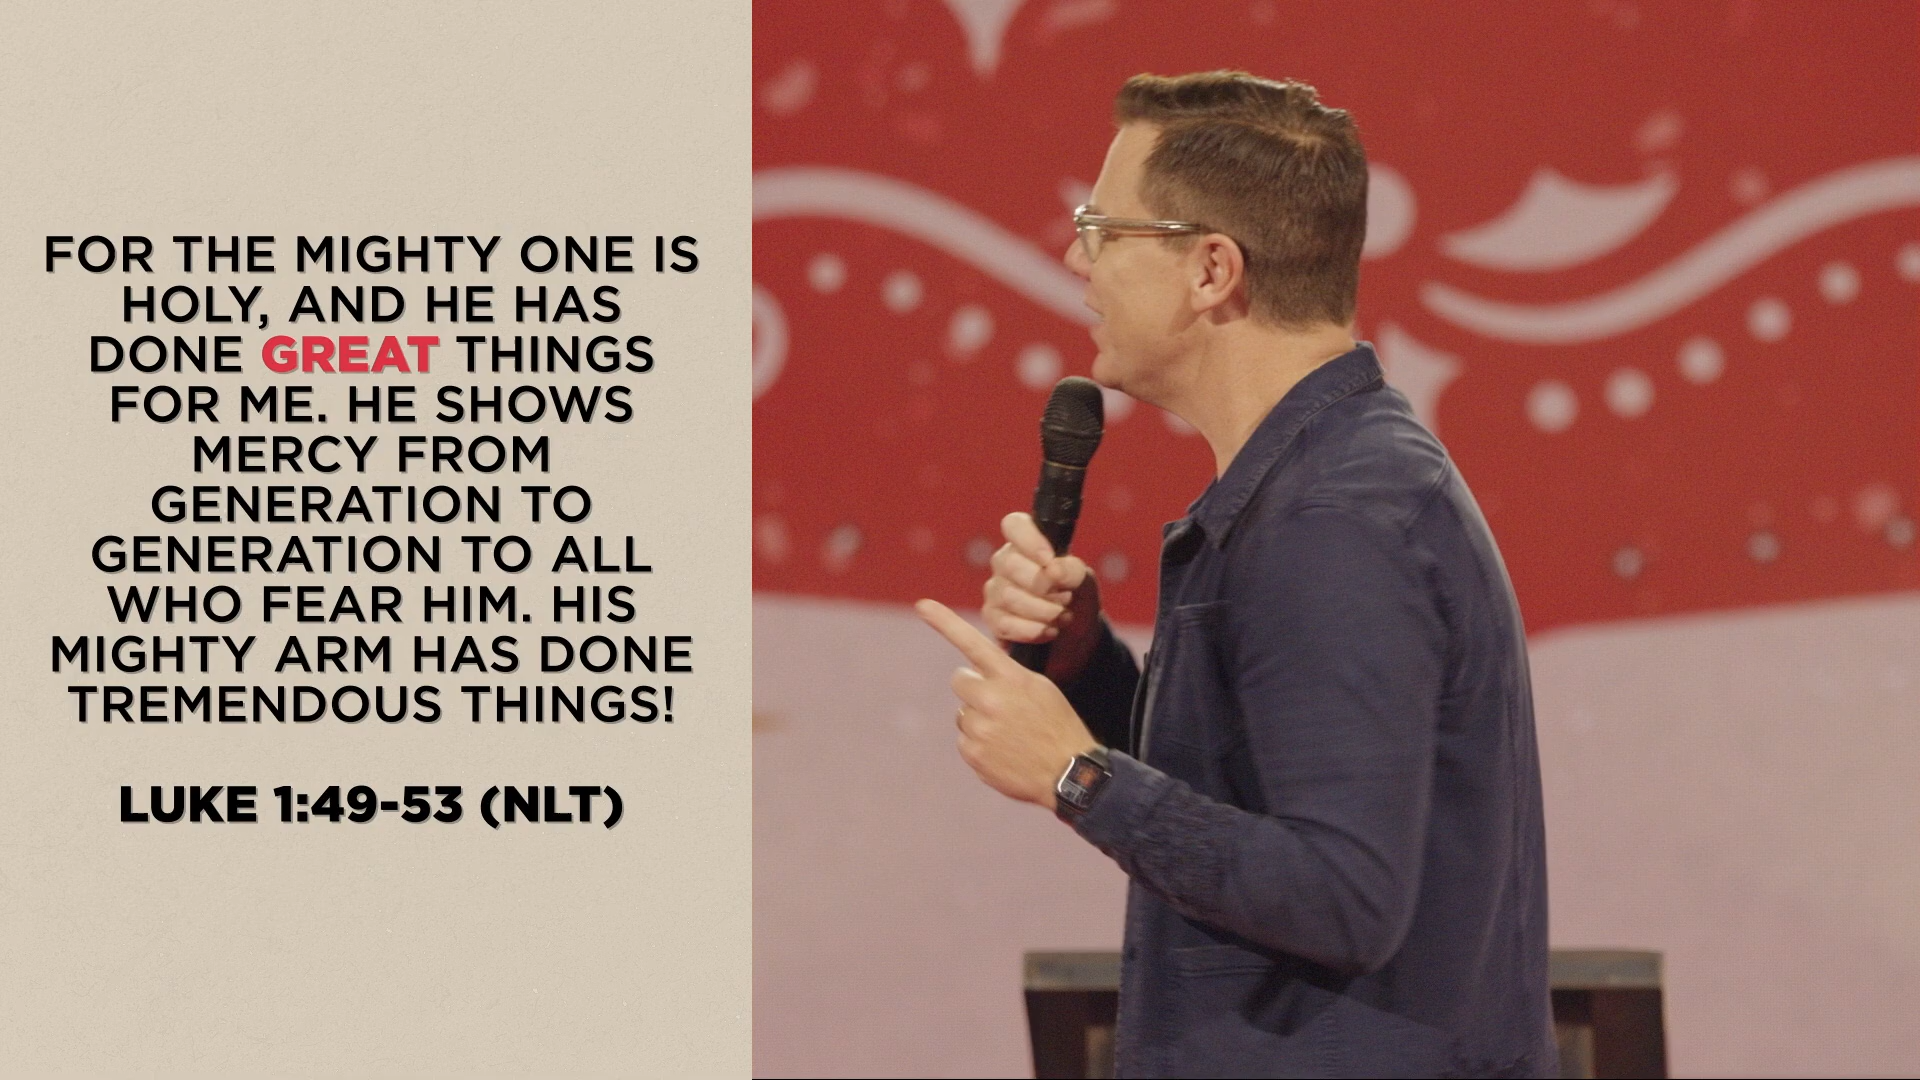 FOR THE MIGHTY ONE IS
HOLY, AND HE HAS
DONE GREAT THINGS
FOR ME. HE SHOWS
MERCY FROM
GENERATION TO
GENERATION TO ALL
WHO FEAR HIM. HIS
MIGHTY ARM HAS DONE
TREMENDOUS THINGS!
LUKE 1:49-53 (NLT)